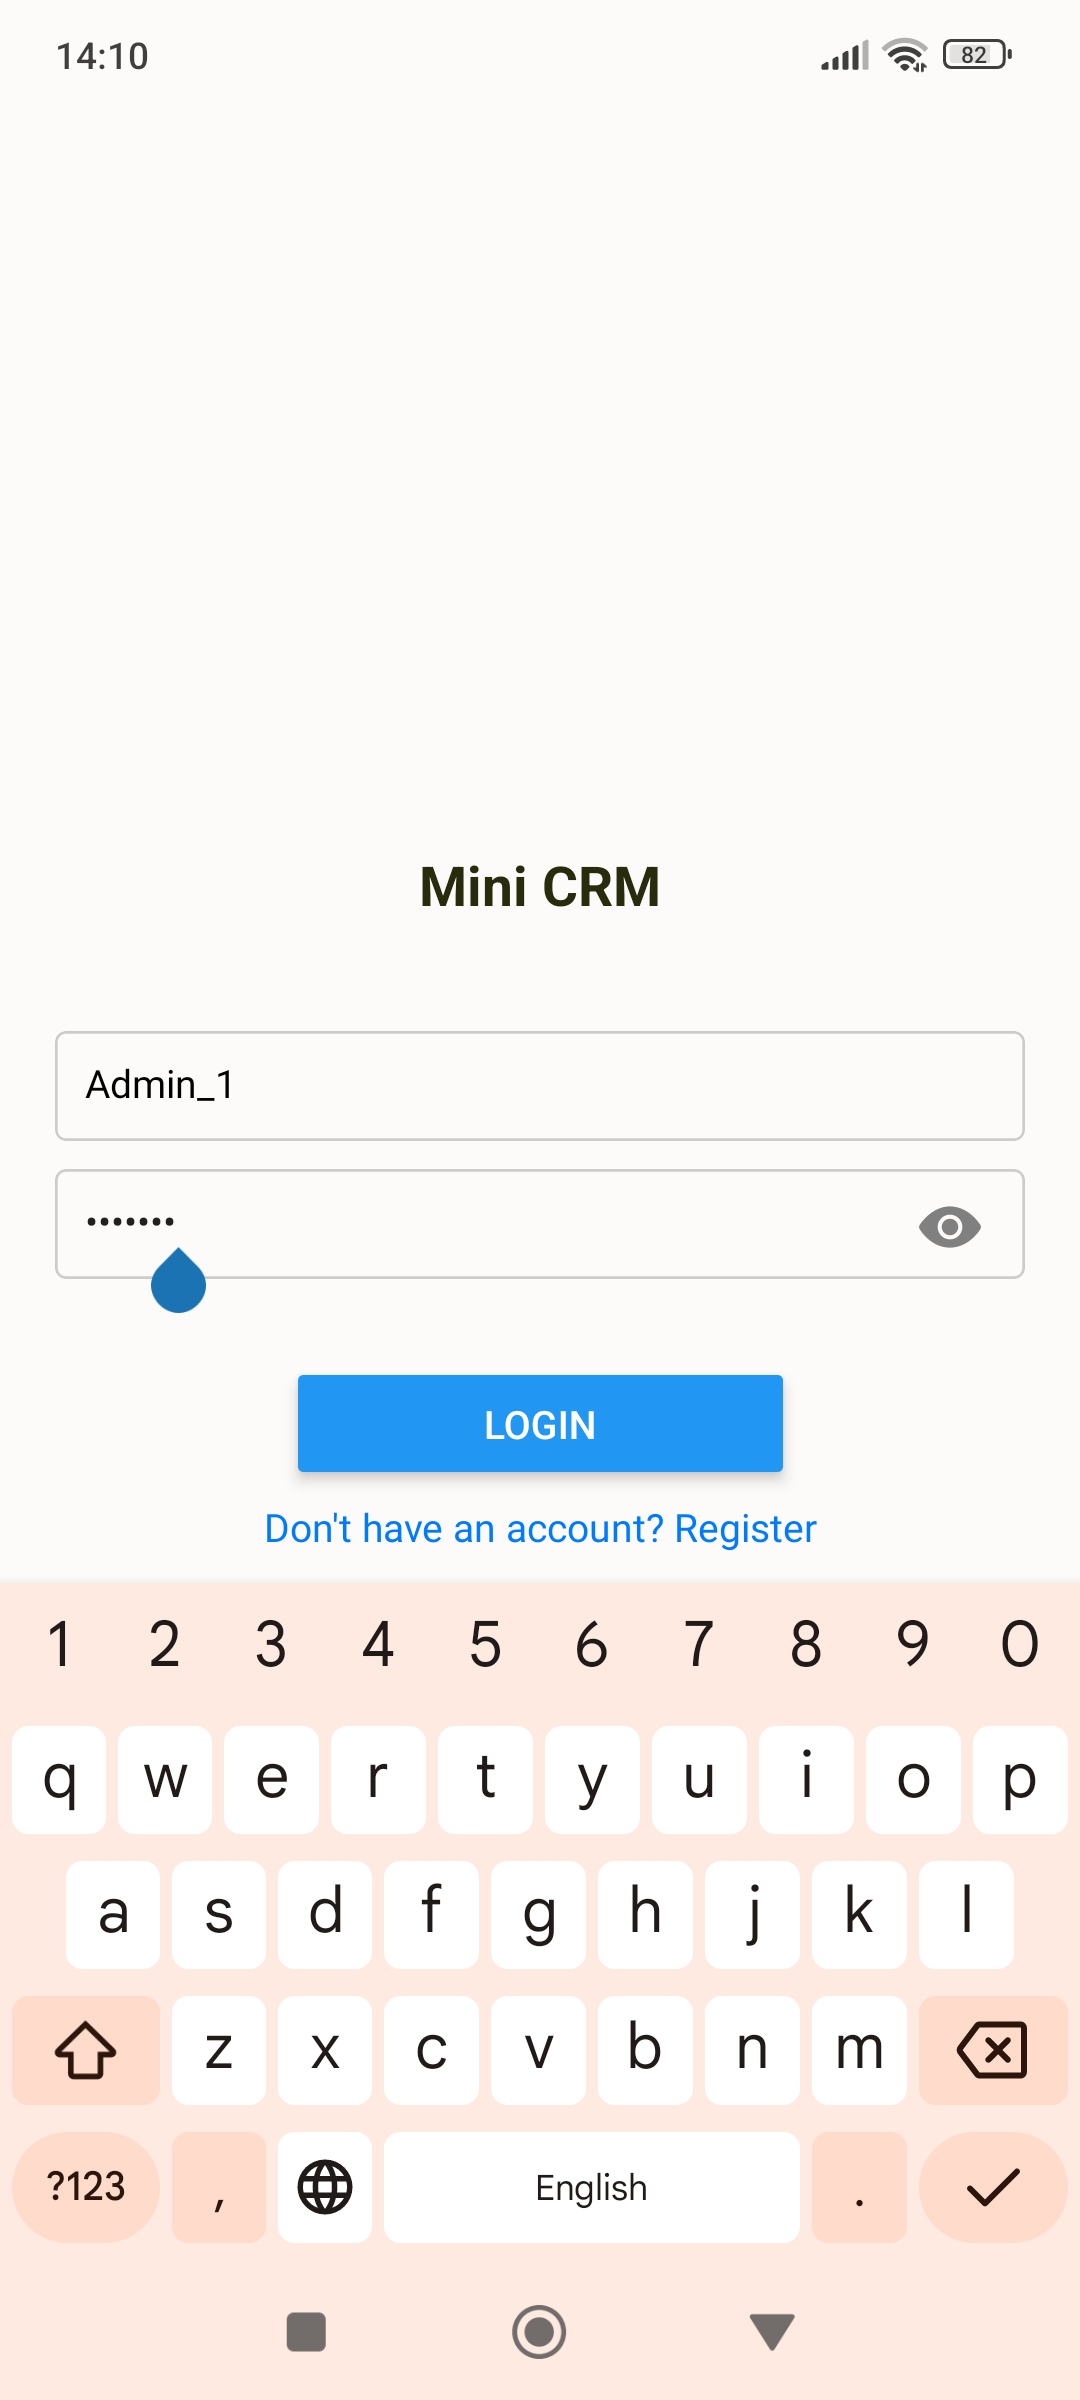 14:10
82
Mini CRM
Admin_1
•••••••
LOGIN
Don't have an account? Register
1 2 3 4 5 6 7 8 9 0
q w e r t y u i o p
a s d f g h j k l
z x c v b n m
?123 , English .